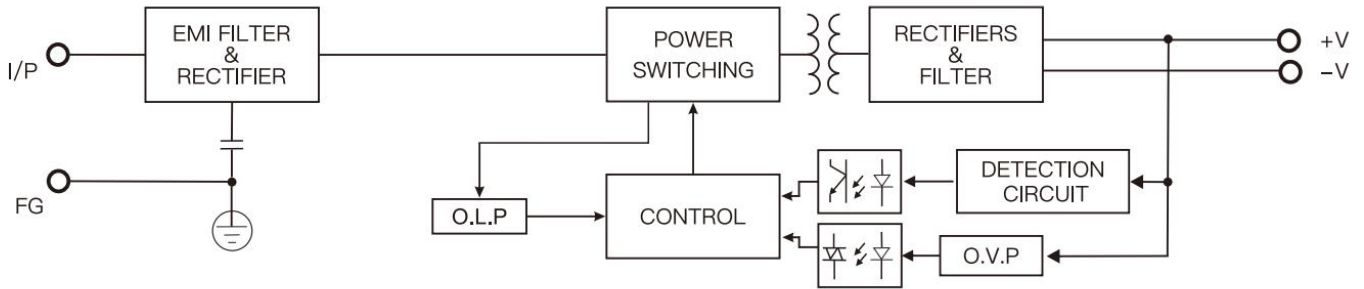 I/P
EMI FILTER
&
RECTIFIER
POWER
SWITCHING
RECTIFIERS
&
FILTER
+V
-V
FG
O.L.P
CONTROL
DETECTION
CIRCUIT
O.V.P